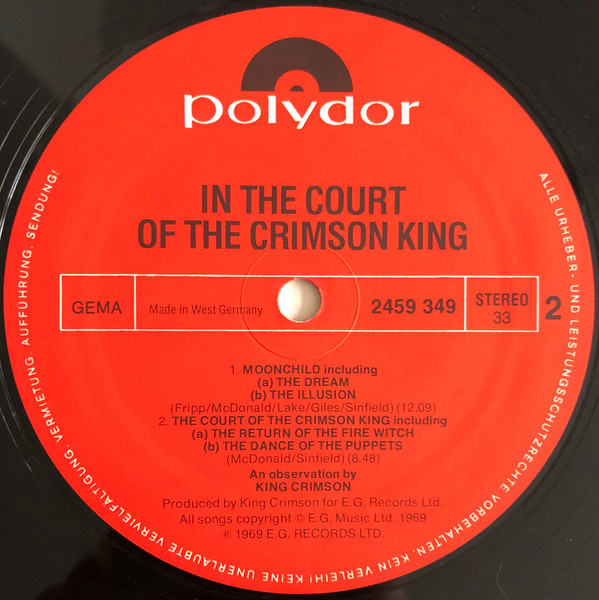 polydor
IN THE COURT
OF THE CRIMSON KING
GEMA
Made in West Germany
2459 349
STEREO
33
2
1. MOONCHILD including
(a) THE DREAM
(b) THE ILLUSION
(Fripp/McDonald/Lake/Giles/Sinfield) (12.09)
2. THE COURT OF THE CRIMSON KING including
(a) THE RETURN OF THE FIRE WITCH
(b) THE DANCE OF THE PUPPETS
(McDonald/Sinfield) (8.48)
An observation by
KING CRIMSON
Produced by King Crimson for E.G. Records Ltd.
All songs copyright © E.G. Music Ltd. 1969
℗ 1969 E.G. RECORDS LTD.
ALLE URHEBER- UND LEISTUNGSSCHUTZRECHTE VORBEHALTEN. KEIN VERLEIH! KEINE UNERLAUBTE VERVIELFÄLTIGUNG, VERMIETUNG, AUFFÜHRUNG, SENDUNG!